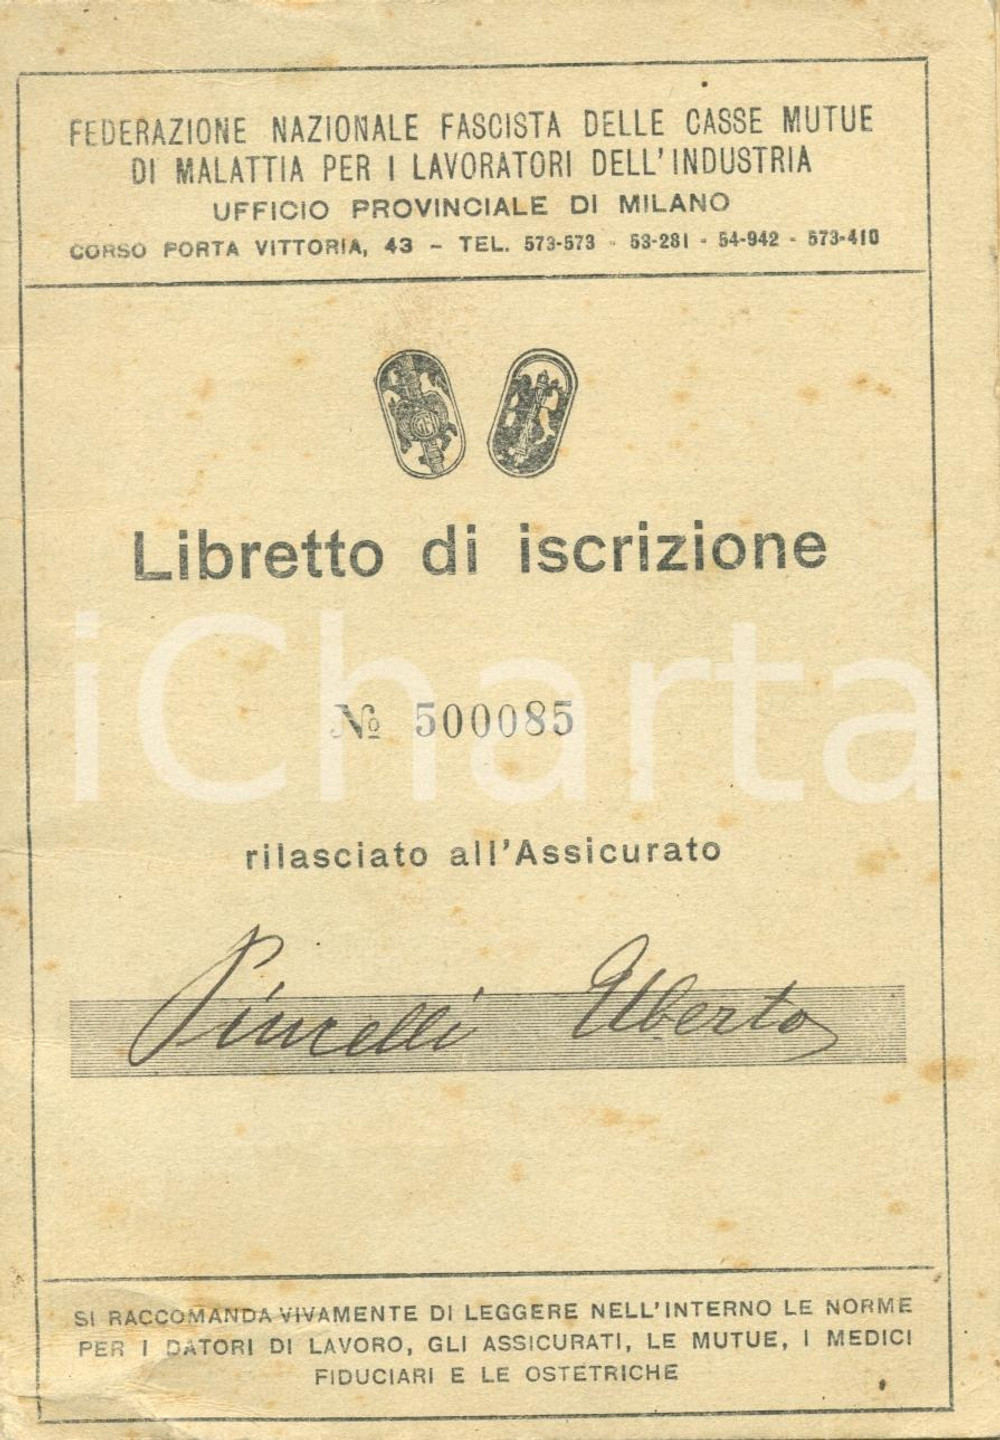 FEDERAZIONE NAZIONALE FASCISTA DELLE CASSE MUTUE
DI MALATTIA PER I LAVORATORI DELL'INDUSTRIA
UFFICIO PROVINCIALE DI MILANO
CORSO PORTA VITTORIA, 43 - TEL. 573-573 - 53-281 - 54-942 - 573-410
Libretto di iscrizione
iCharta
№ 500085
rilasciato all'Assicurato
Pincelli Uberto
SI RACCOMANDA VIVAMENTE DI LEGGERE NELL'INTERNO LE NORME
PER I DATORI DI LAVORO, GLI ASSICURATI, LE MUTUE, I MEDICI
FIDUCIARI E LE OSTETRICHE